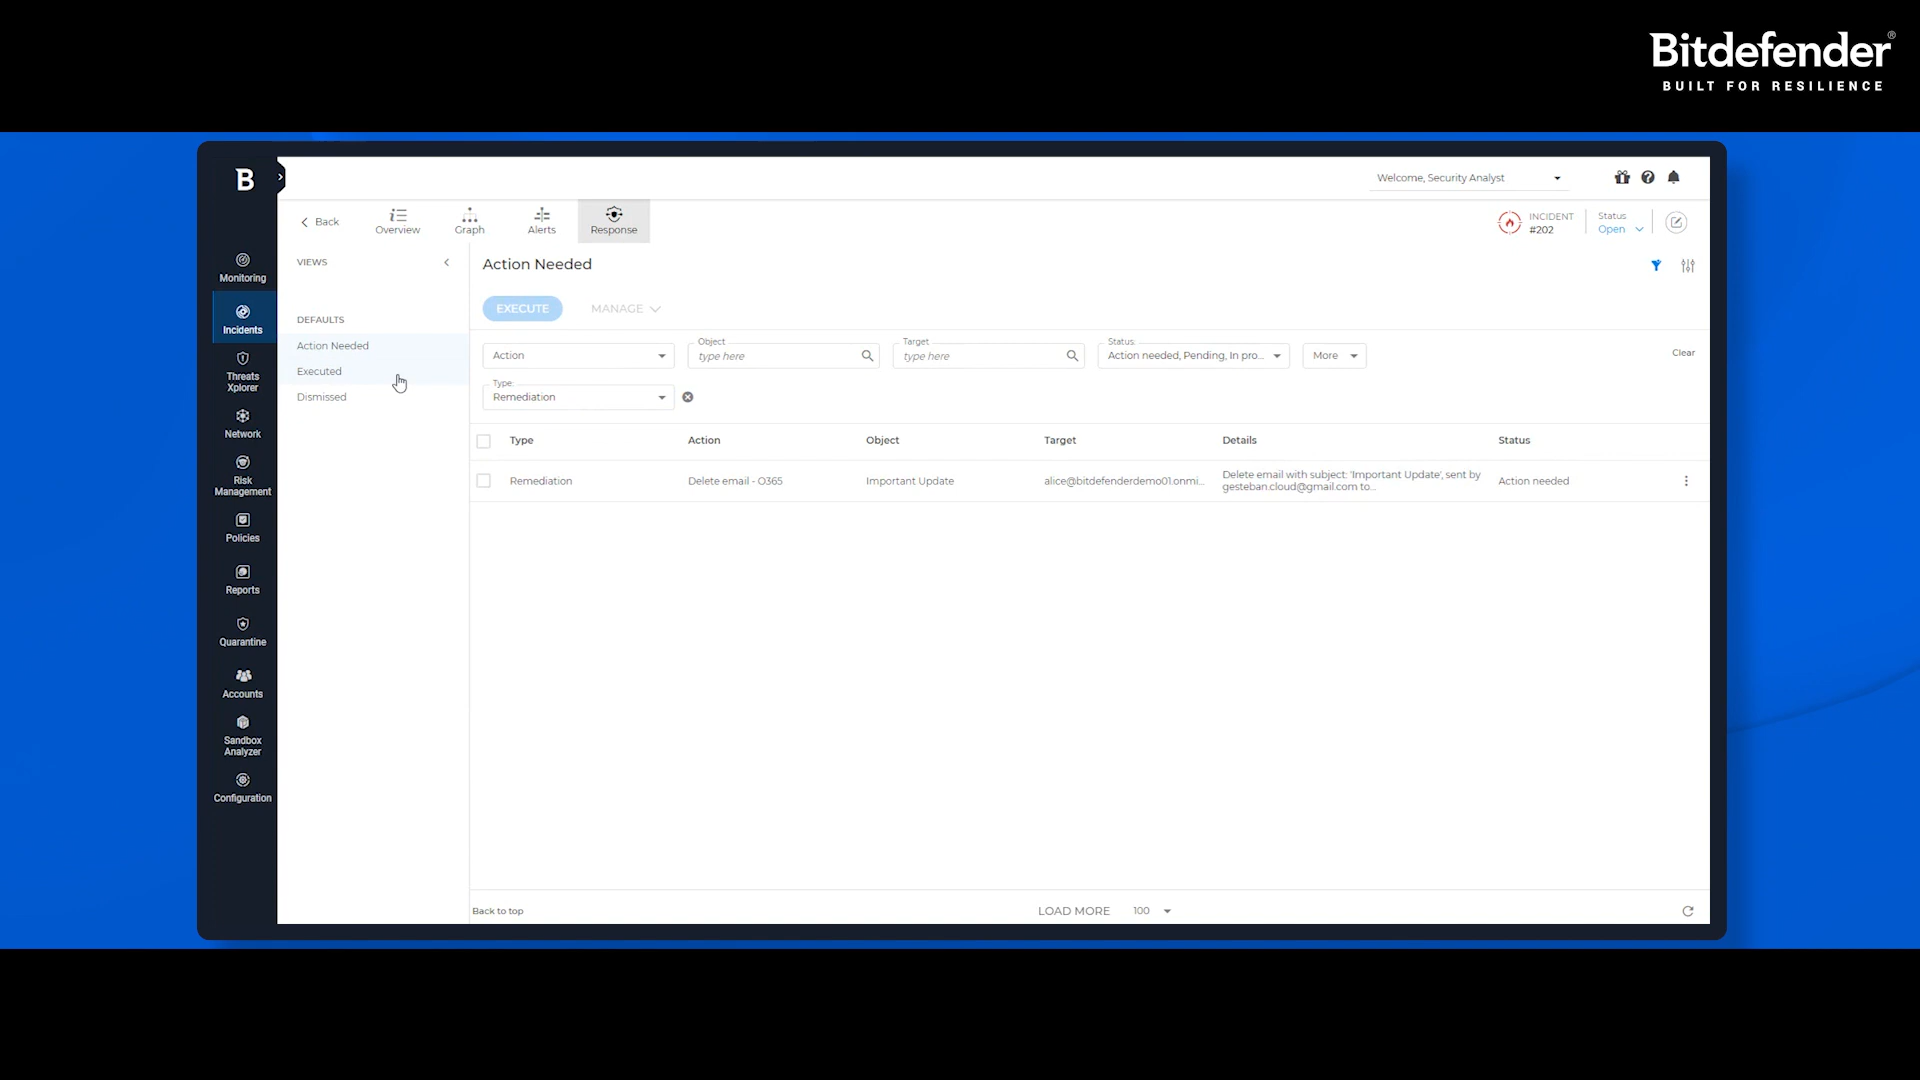 Bitdefender®
BUILT FOR RESILIENCE
B
Welcome, Security Analyst
Back
Overview
Graph
Alerts
Response
INCIDENT
#202
Status
Open
Monitoring
Incidents
Threats
Xplorer
Network
Risk
Management
Policies
Reports
Quarantine
Accounts
Sandbox
Analyzer
Configuration
VIEWS
DEFAULTS
Action Needed
Executed
Dismissed
Action Needed
EXECUTE
MANAGE
Action
Object
type here
Target
type here
Status:
Action needed, Pending, In pro...
More
Clear
Type:
Remediation
Type
Action
Object
Target
Details
Status
Remediation
Delete email - O365
Important Update
alice@bitdefenderdemo01.onmi...
Delete email with subject: 'Important Update', sent by
gesteban.cloud@gmail.com to...
Action needed
Back to top
LOAD MORE
100